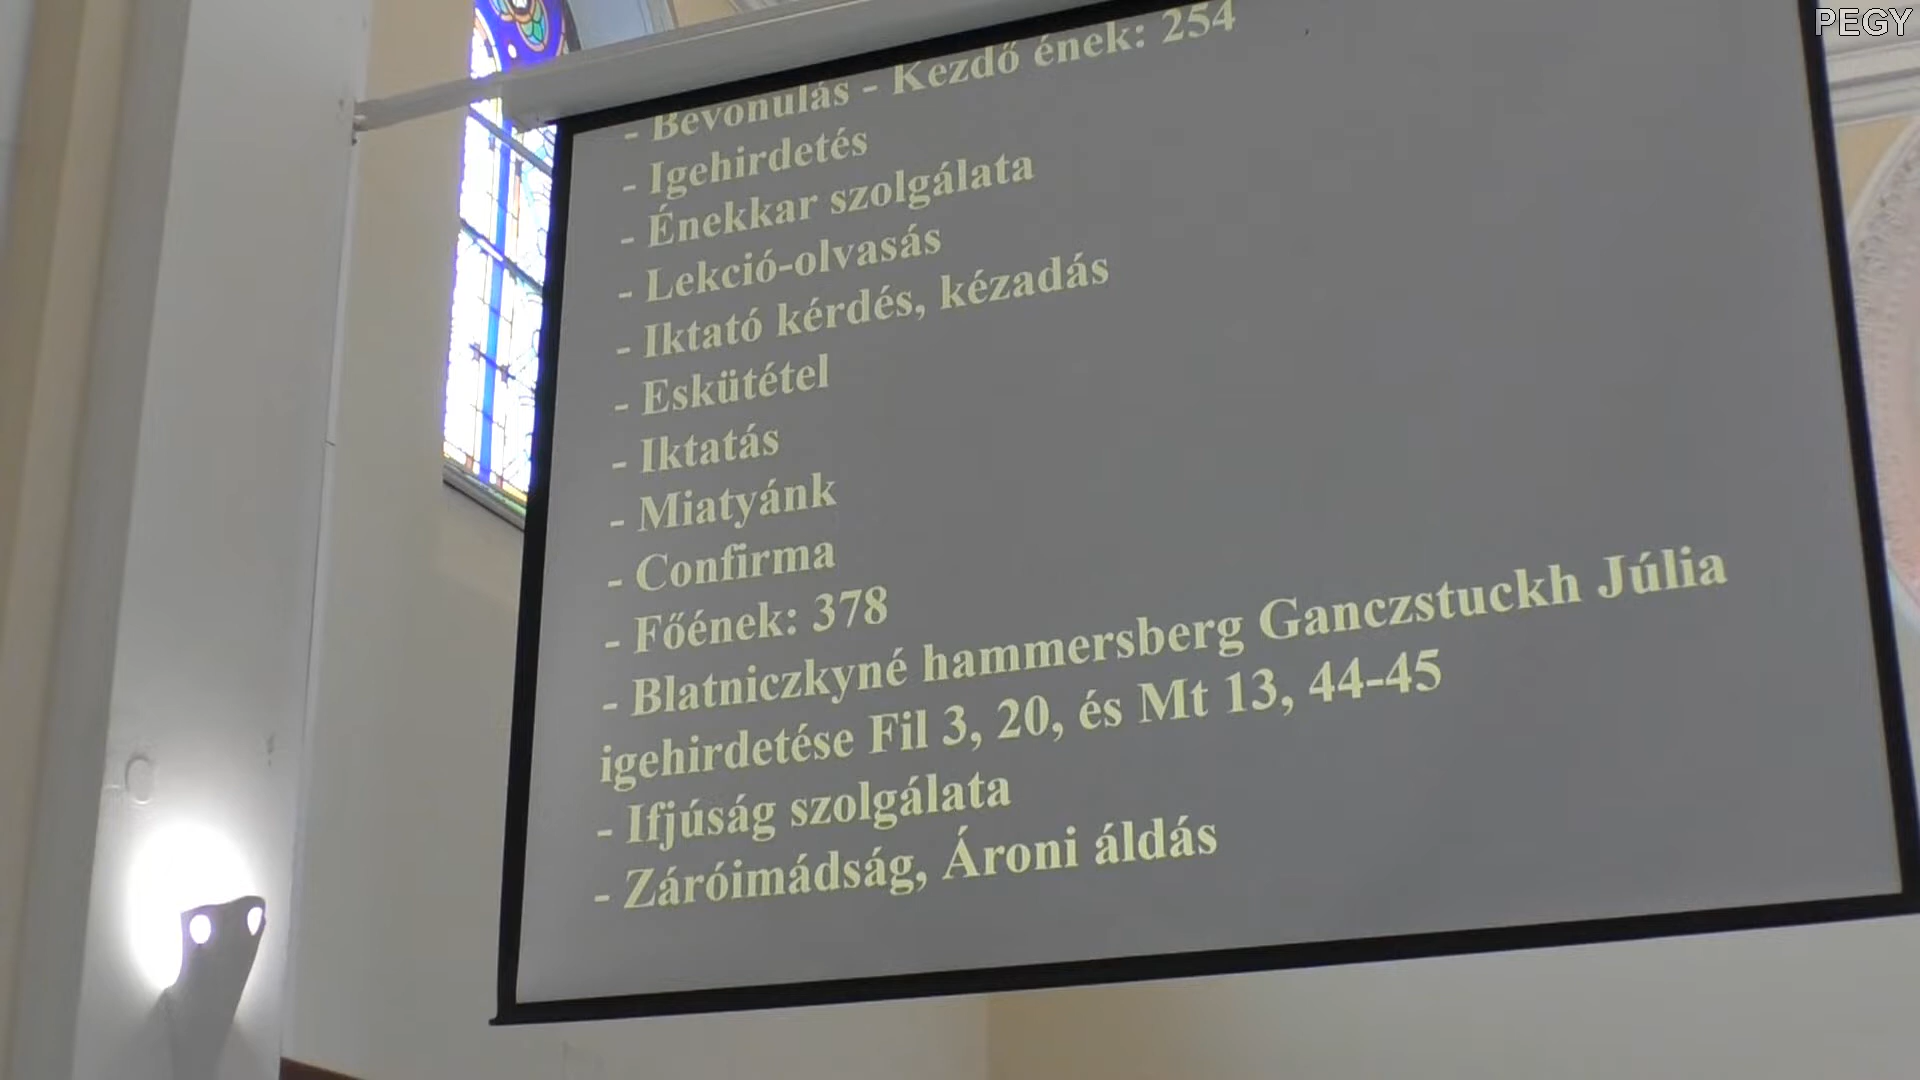 PEGY
- Bevonulás - Kezdő ének: 254
- Igehirdetés
- Énekkar szolgálata
- Lekció-olvasás
- Iktató kérdés, kézadás
- Eskütétel
- Iktatás
- Miatyánk
- Confirma
- Főének: 378
- Blatniczkyné hammersberg Ganczstuckh Júlia
igehirdetése Fil 3, 20, és Mt 13, 44-45
- Ifjúság szolgálata
- Záróimádság, Ároni áldás